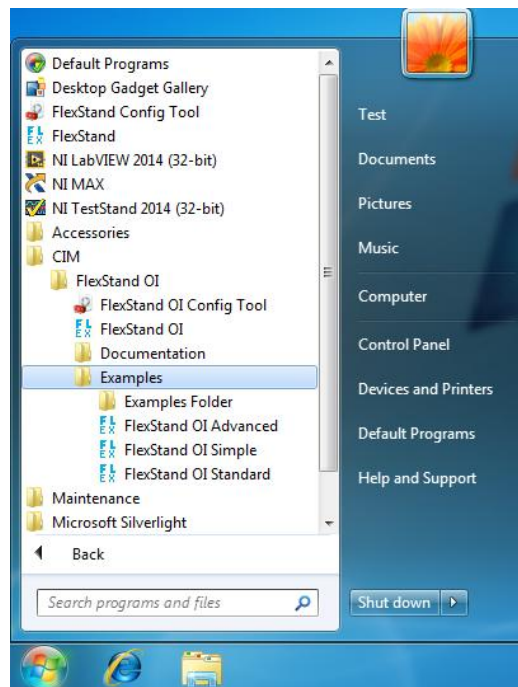 Default Programs
Desktop Gadget Gallery
FlexStand Config Tool
FlexStand
NI LabVIEW 2014 (32-bit)
NI MAX
NI TestStand 2014 (32-bit)
Accessories
CIM
FlexStand OI
FlexStand OI Config Tool
FlexStand OI
Documentation
Examples
Examples Folder
FlexStand OI Advanced
FlexStand OI Simple
FlexStand OI Standard
Maintenance
Microsoft Silverlight
Back
Search programs and files
Test
Documents
Pictures
Music
Computer
Control Panel
Devices and Printers
Default Programs
Help and Support
Shut down